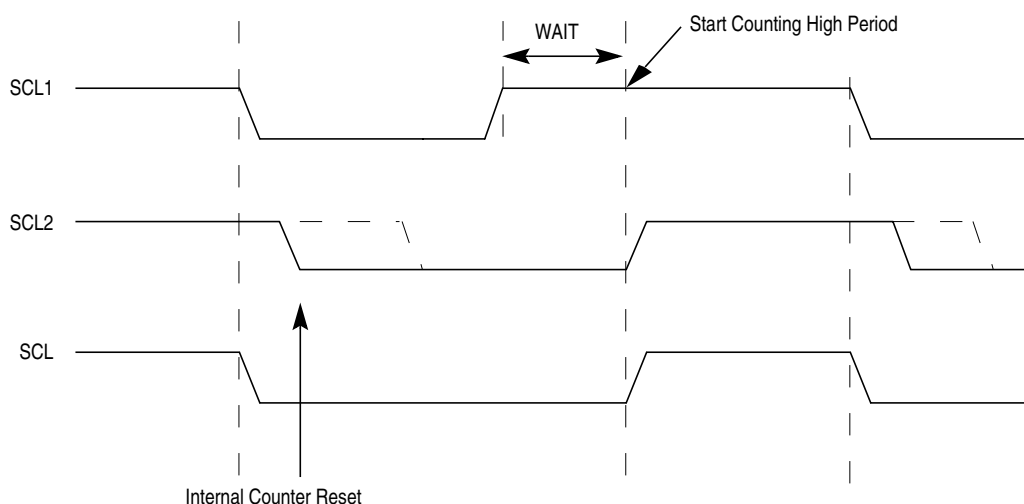 WAIT
Start Counting High Period
SCL1
SCL2
SCL
Internal Counter Reset